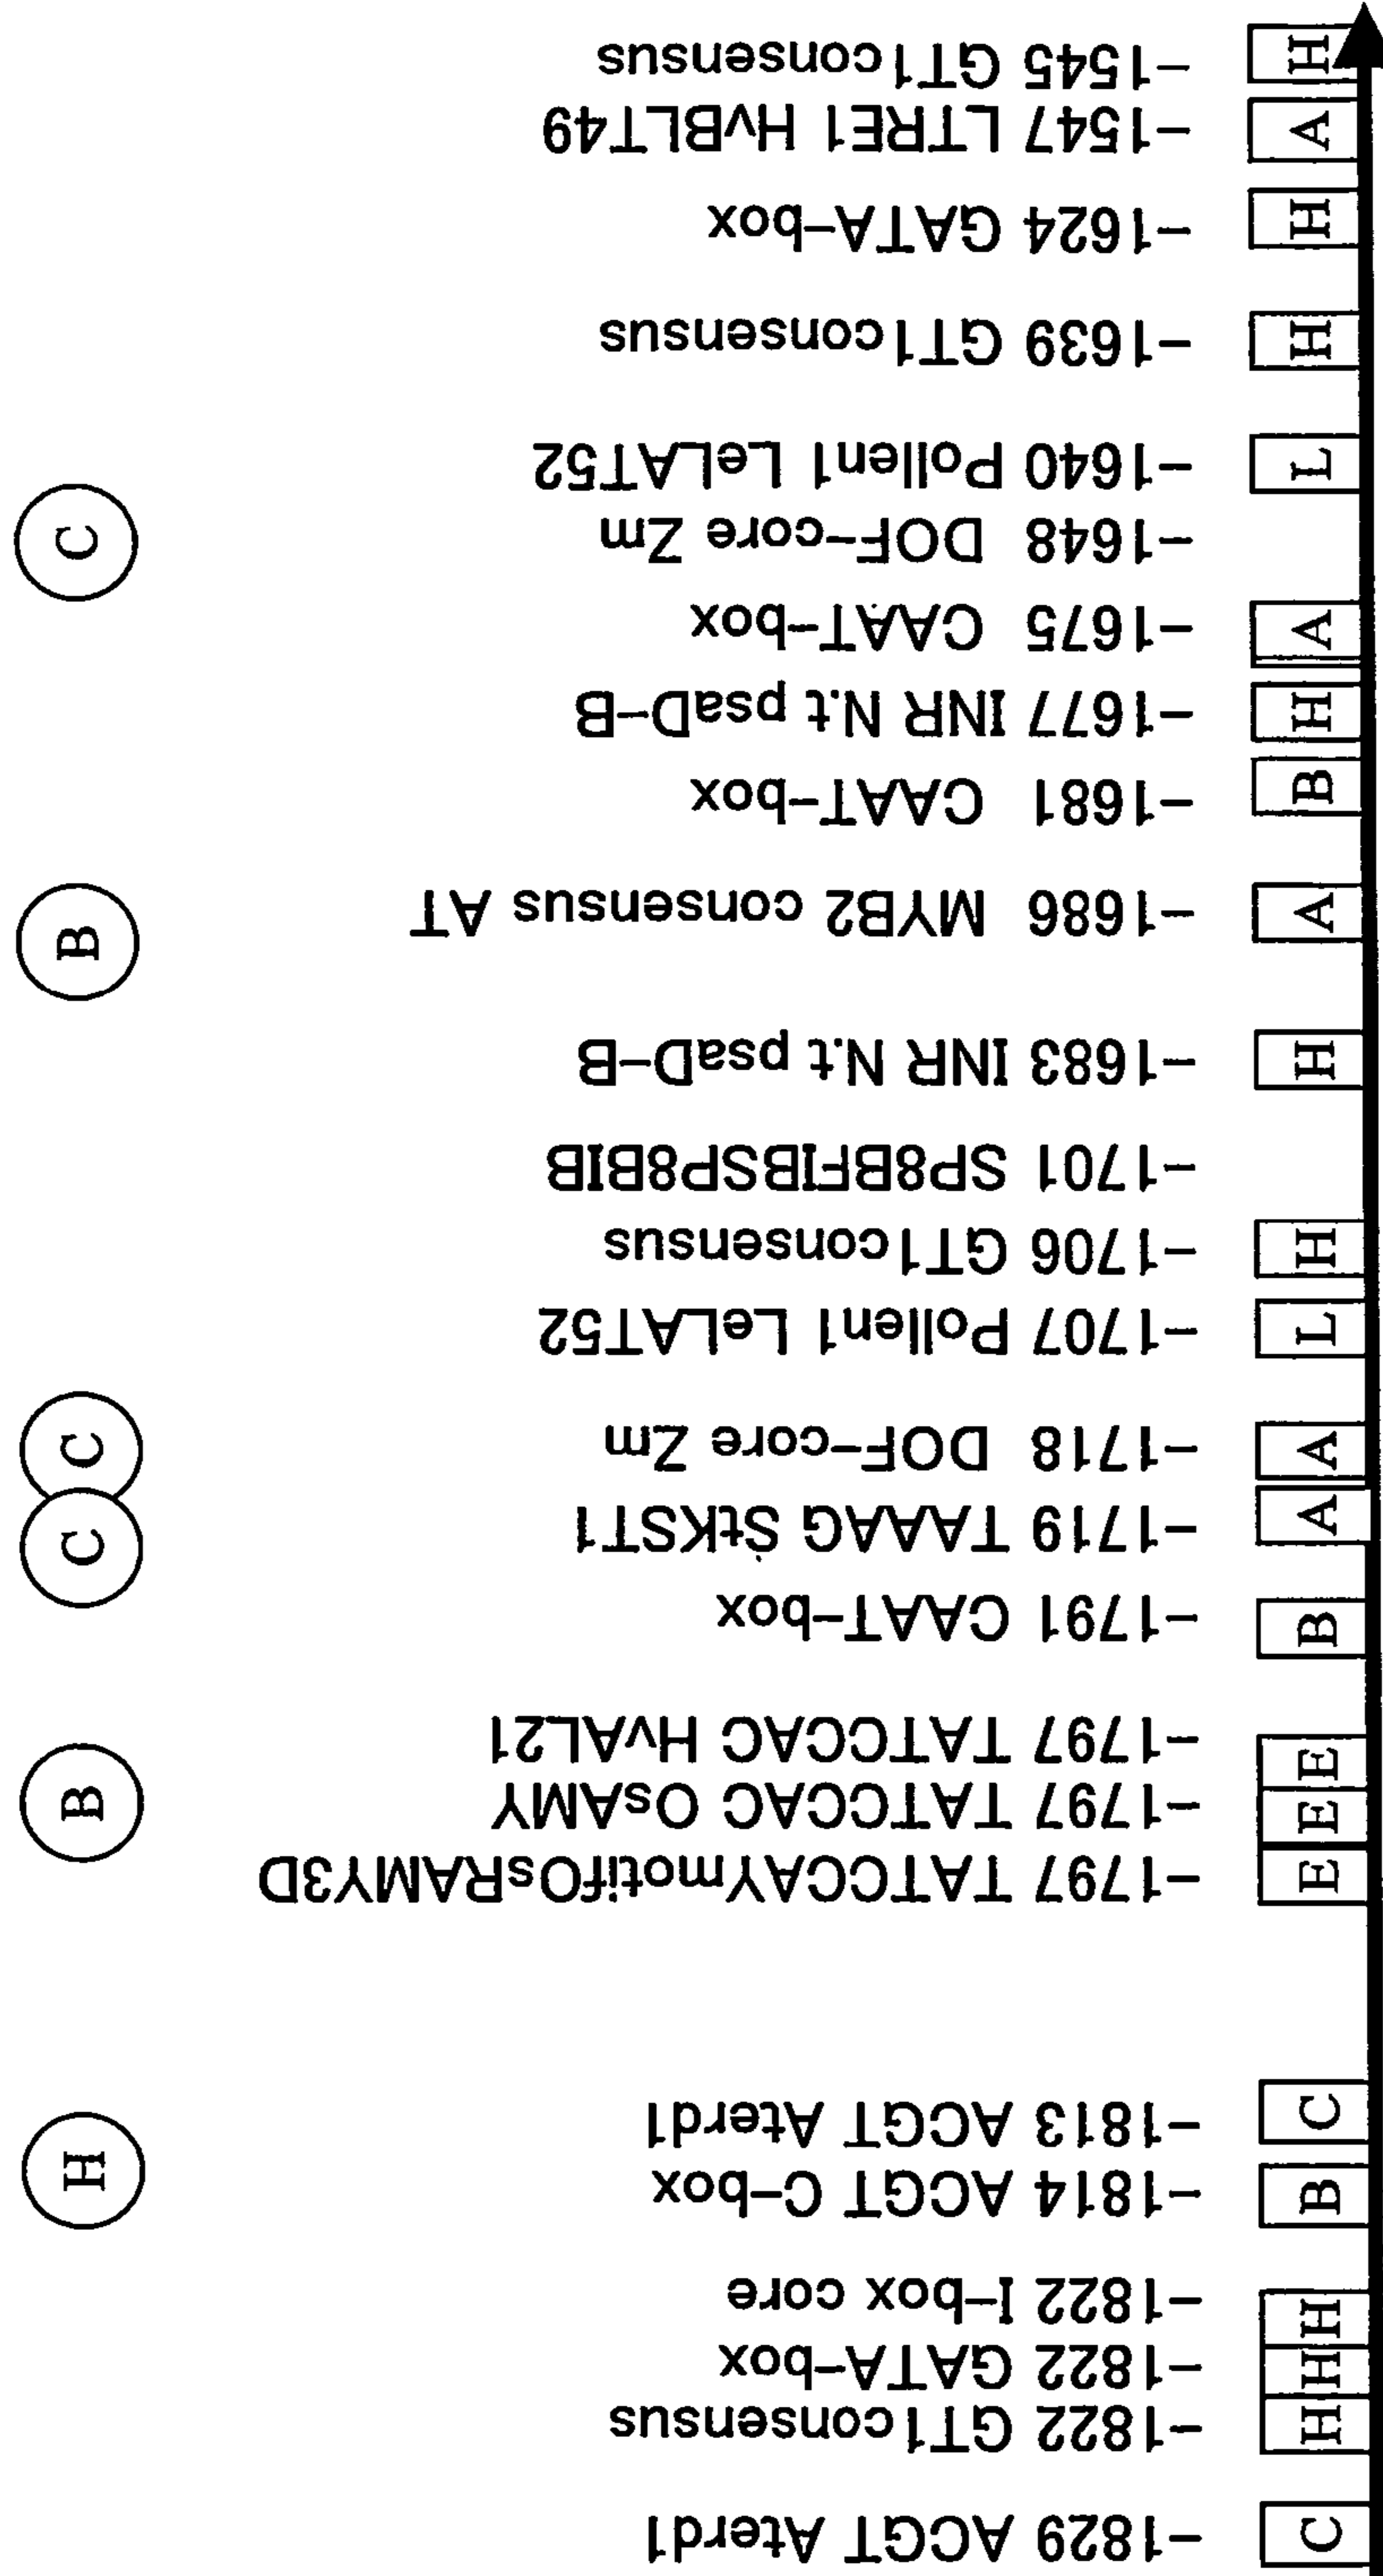 H B C C B C
-1829 ACGT Aterd1
-1822 GT1consensus
-1822 GATA-box
-1822 I-box core
-1814 ACGT C-box
-1813 ACGT Aterd1
-1797 TATCCAYmotifOsRAMY3D
-1797 TATCCAC OsAMY
-1797 TATCCAC HvAL21
-1791 CAAT-box
-1719 TAAAG StKST1
-1718 DOF-core Zm
-1707 Pollen1 LeLAT52
-1706 GT1consensus
-1701 SP8BFIBSP8BIB
-1683 INR N.t psaD-B
-1686 MYB2 consensus AT
-1681 CAAT-box
-1677 INR N.t psaD-B
-1675 CAAT-box
-1648 DOF-core Zm
-1640 Pollen1 LeLAT52
-1639 GT1consensus
-1624 GATA-box
-1547 LTRE1 HvBLT49
-1545 GT1consensus
C H H H B C E E E B A A L H H A B H A L H H A H